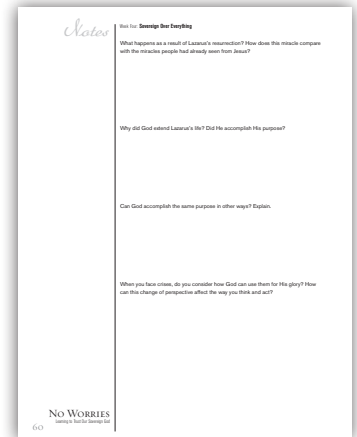 Notes
Week Four: Sovereign Over Everything
What happens as a result of Lazarus's resurrection? How does this miracle compare
with the miracles people had already seen from Jesus?
Why did God extend Lazarus's life? Did He accomplish His purpose?
Can God accomplish the same purpose in other ways? Explain.
When you face crises, do you consider how God can use them for His glory? How
can this change of perspective affect the way you think and act?
No Worries
Learning to Trust Our Sovereign God
60